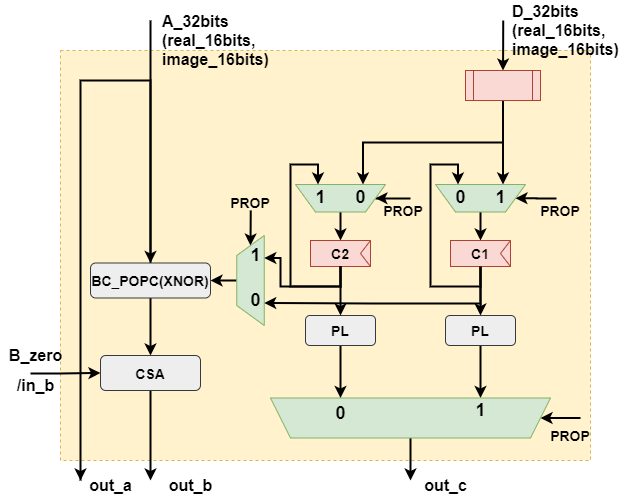 A_32bits
(real_16bits,
image_16bits)
D_32bits
(real_16bits,
image_16bits)
1 0
PROP
0 1
PROP
PROP
1
0
C2
C1
BC_POPC(XNOR)
PL
PL
B_zero
/in_b
CSA
0 1
PROP
out_a
out_b
out_c